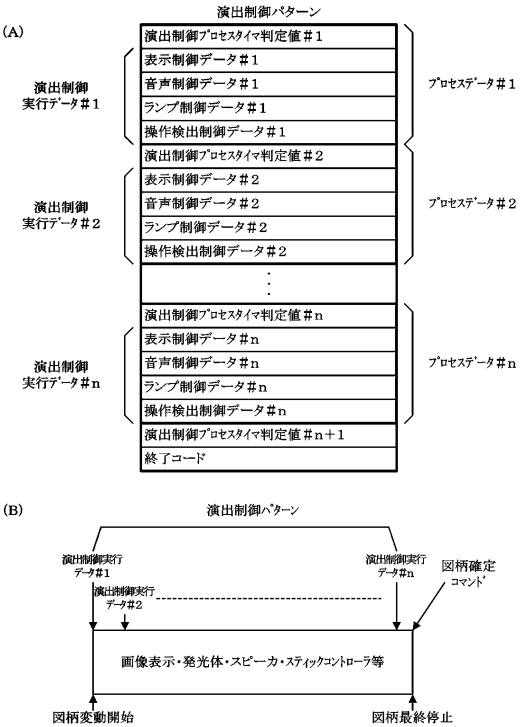 演出制御パターン
(A)
演出制御プロセスタイマ判定値＃1
表示制御データ＃1
音声制御データ＃1
ランプ制御データ＃1
操作検出制御データ＃1
演出制御
実行データ＃1
プロセスデータ＃1
演出制御プロセスタイマ判定値＃2
表示制御データ＃2
音声制御データ＃2
ランプ制御データ＃2
操作検出制御データ＃2
演出制御
実行データ＃2
プロセスデータ＃2
演出制御プロセスタイマ判定値＃n
表示制御データ＃n
音声制御データ＃n
ランプ制御データ＃n
操作検出制御データ＃n
演出制御
実行データ＃n
プロセスデータ＃n
演出制御プロセスタイマ判定値＃n＋1
終了コード
(B)
演出制御パターン
演出制御実行
データ＃1
演出制御実行
データ＃2
演出制御実行
データ＃n
図柄確定
コマンド
画像表示・発光体・スピーカ・スティックコントローラ等
図柄変動開始
図柄最終停止